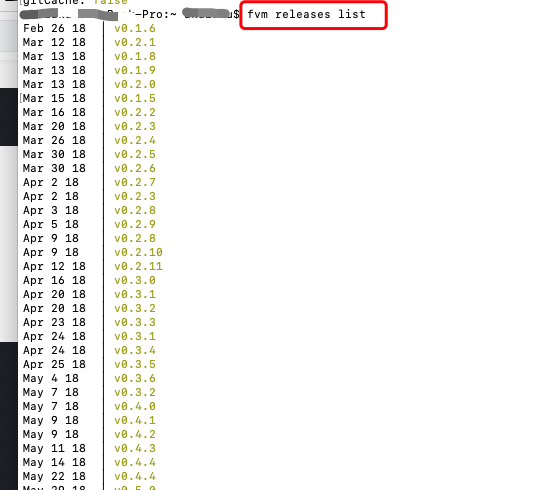 gitCache: false
-Pro:~ $ fvm releases list
Feb 26 18 │ v0.1.6
Mar 12 18 │ v0.2.1
Mar 13 18 │ v0.1.8
Mar 13 18 │ v0.1.9
Mar 13 18 │ v0.2.0
[Mar 15 18 │ v0.1.5
Mar 16 18 │ v0.2.2
Mar 20 18 │ v0.2.3
Mar 26 18 │ v0.2.4
Mar 30 18 │ v0.2.5
Mar 30 18 │ v0.2.6
Apr 2 18 │ v0.2.7
Apr 2 18 │ v0.2.3
Apr 3 18 │ v0.2.8
Apr 5 18 │ v0.2.9
Apr 9 18 │ v0.2.8
Apr 9 18 │ v0.2.10
Apr 12 18 │ v0.2.11
Apr 16 18 │ v0.3.0
Apr 20 18 │ v0.3.1
Apr 20 18 │ v0.3.2
Apr 23 18 │ v0.3.3
Apr 24 18 │ v0.3.1
Apr 24 18 │ v0.3.4
Apr 25 18 │ v0.3.5
May 4 18 │ v0.3.6
May 7 18 │ v0.3.2
May 7 18 │ v0.4.0
May 9 18 │ v0.4.1
May 9 18 │ v0.4.2
May 11 18 │ v0.4.3
May 14 18 │ v0.4.4
May 22 18 │ v0.4.4
May 29 18 │ v0.5.0